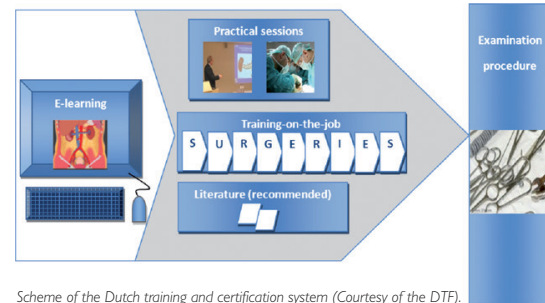 Practical sessions
E-learning
Training-on-the-job
S U R G E R I E S
Literature (recommended)
Examination
procedure
Scheme of the Dutch training and certification system (Courtesy of the DTF).